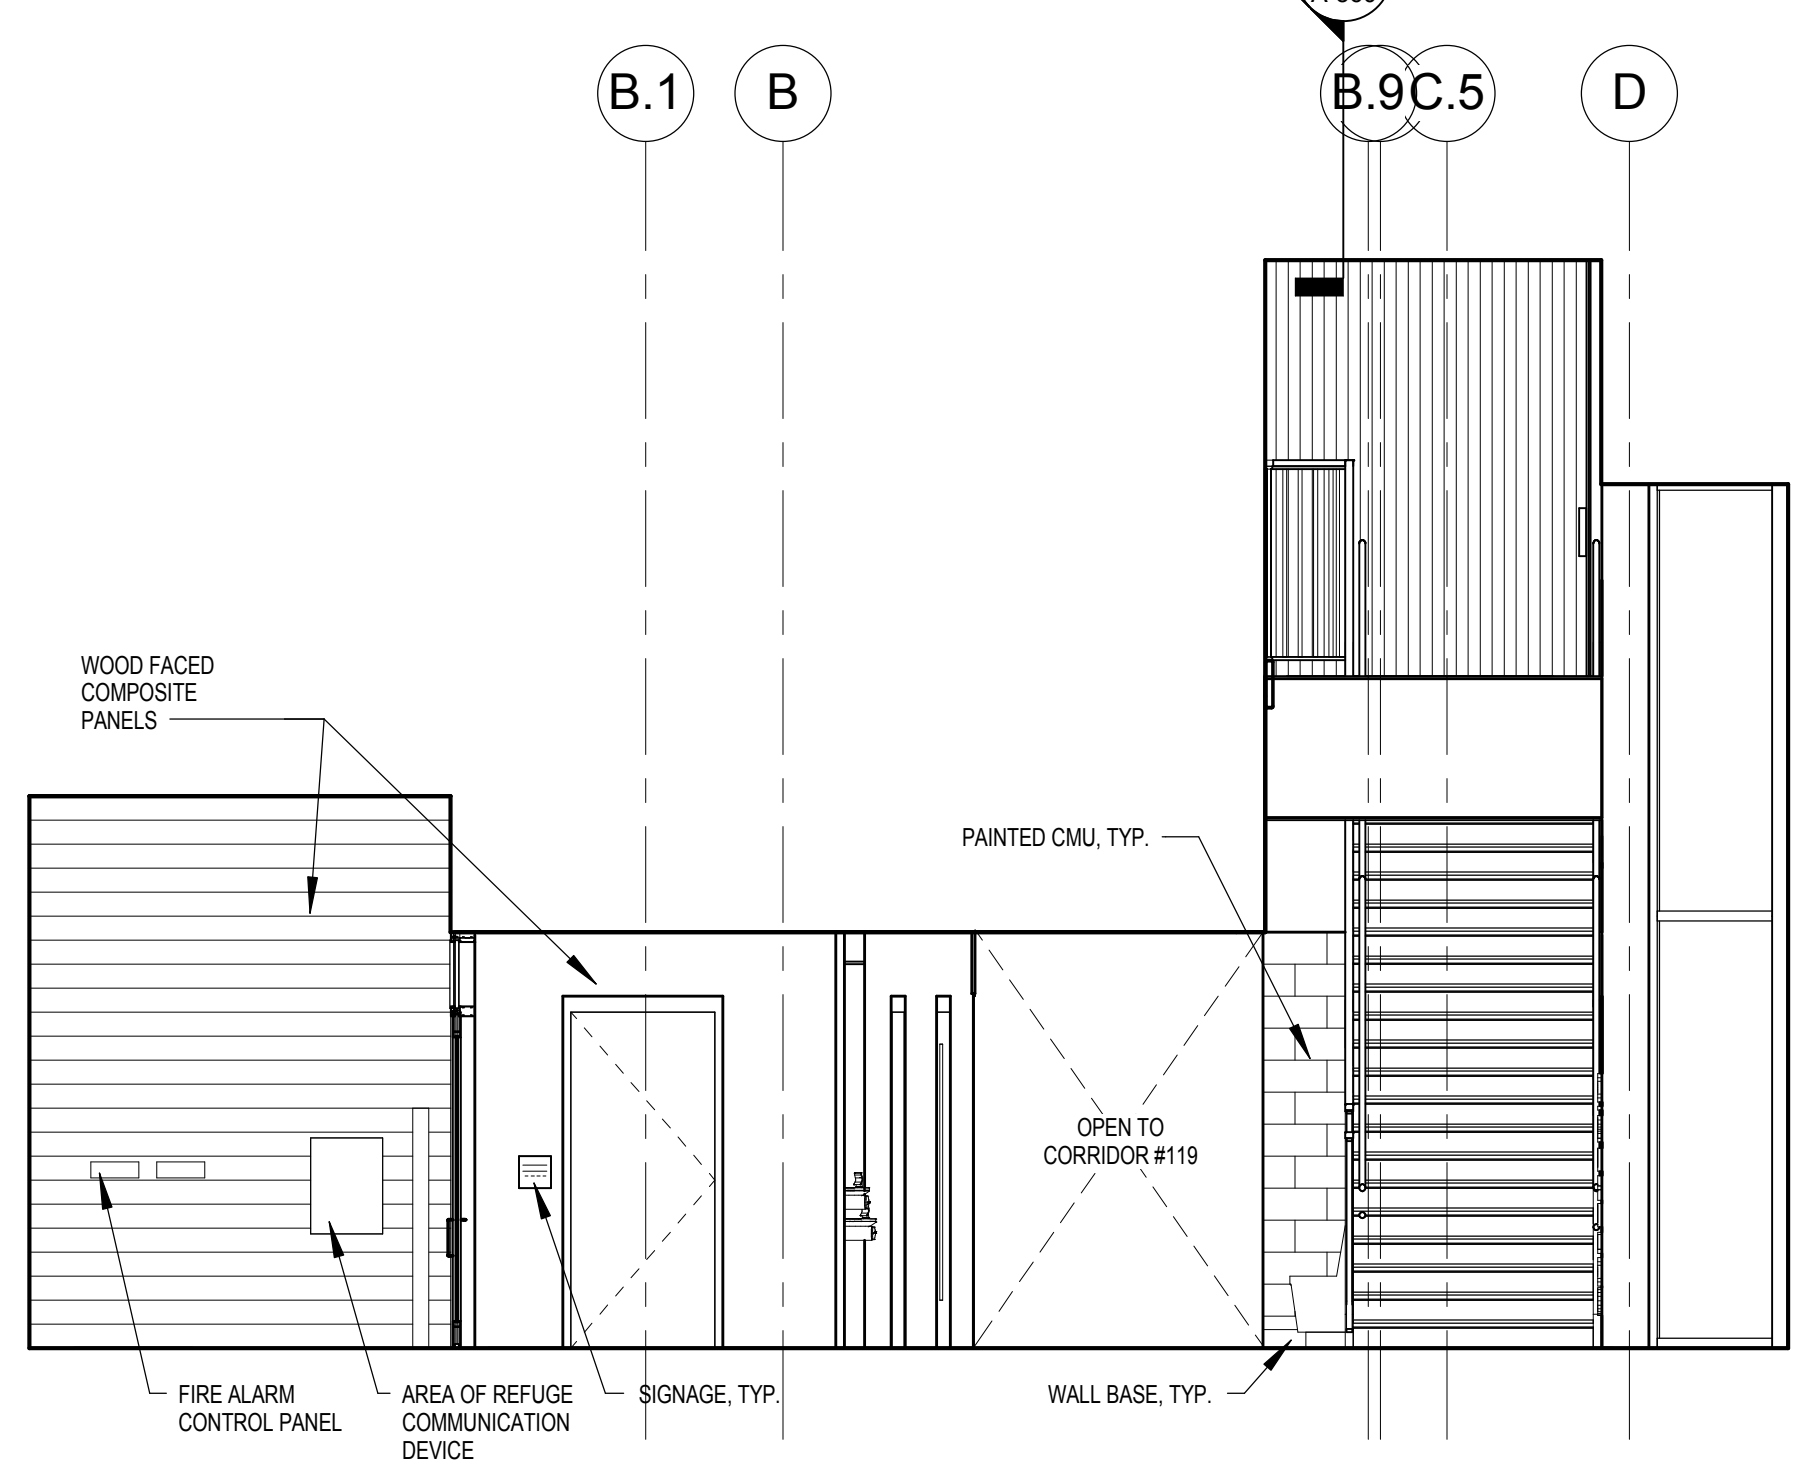 B.1
B
B.9
C.5
D
WOOD FACED
COMPOSITE
PANELS
PAINTED CMU, TYP.
OPEN TO
CORRIDOR #119
FIRE ALARM
CONTROL PANEL
AREA OF REFUGE
COMMUNICATION
DEVICE
SIGNAGE, TYP.
WALL BASE, TYP.